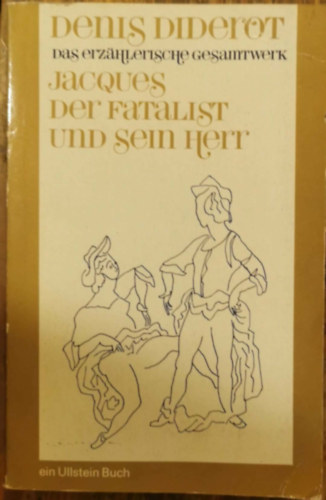 Denis Diderot
Das erzählerische Gesamtwerk
Jacques
der Fatalist
und sein Herr
ein Ullstein Buch